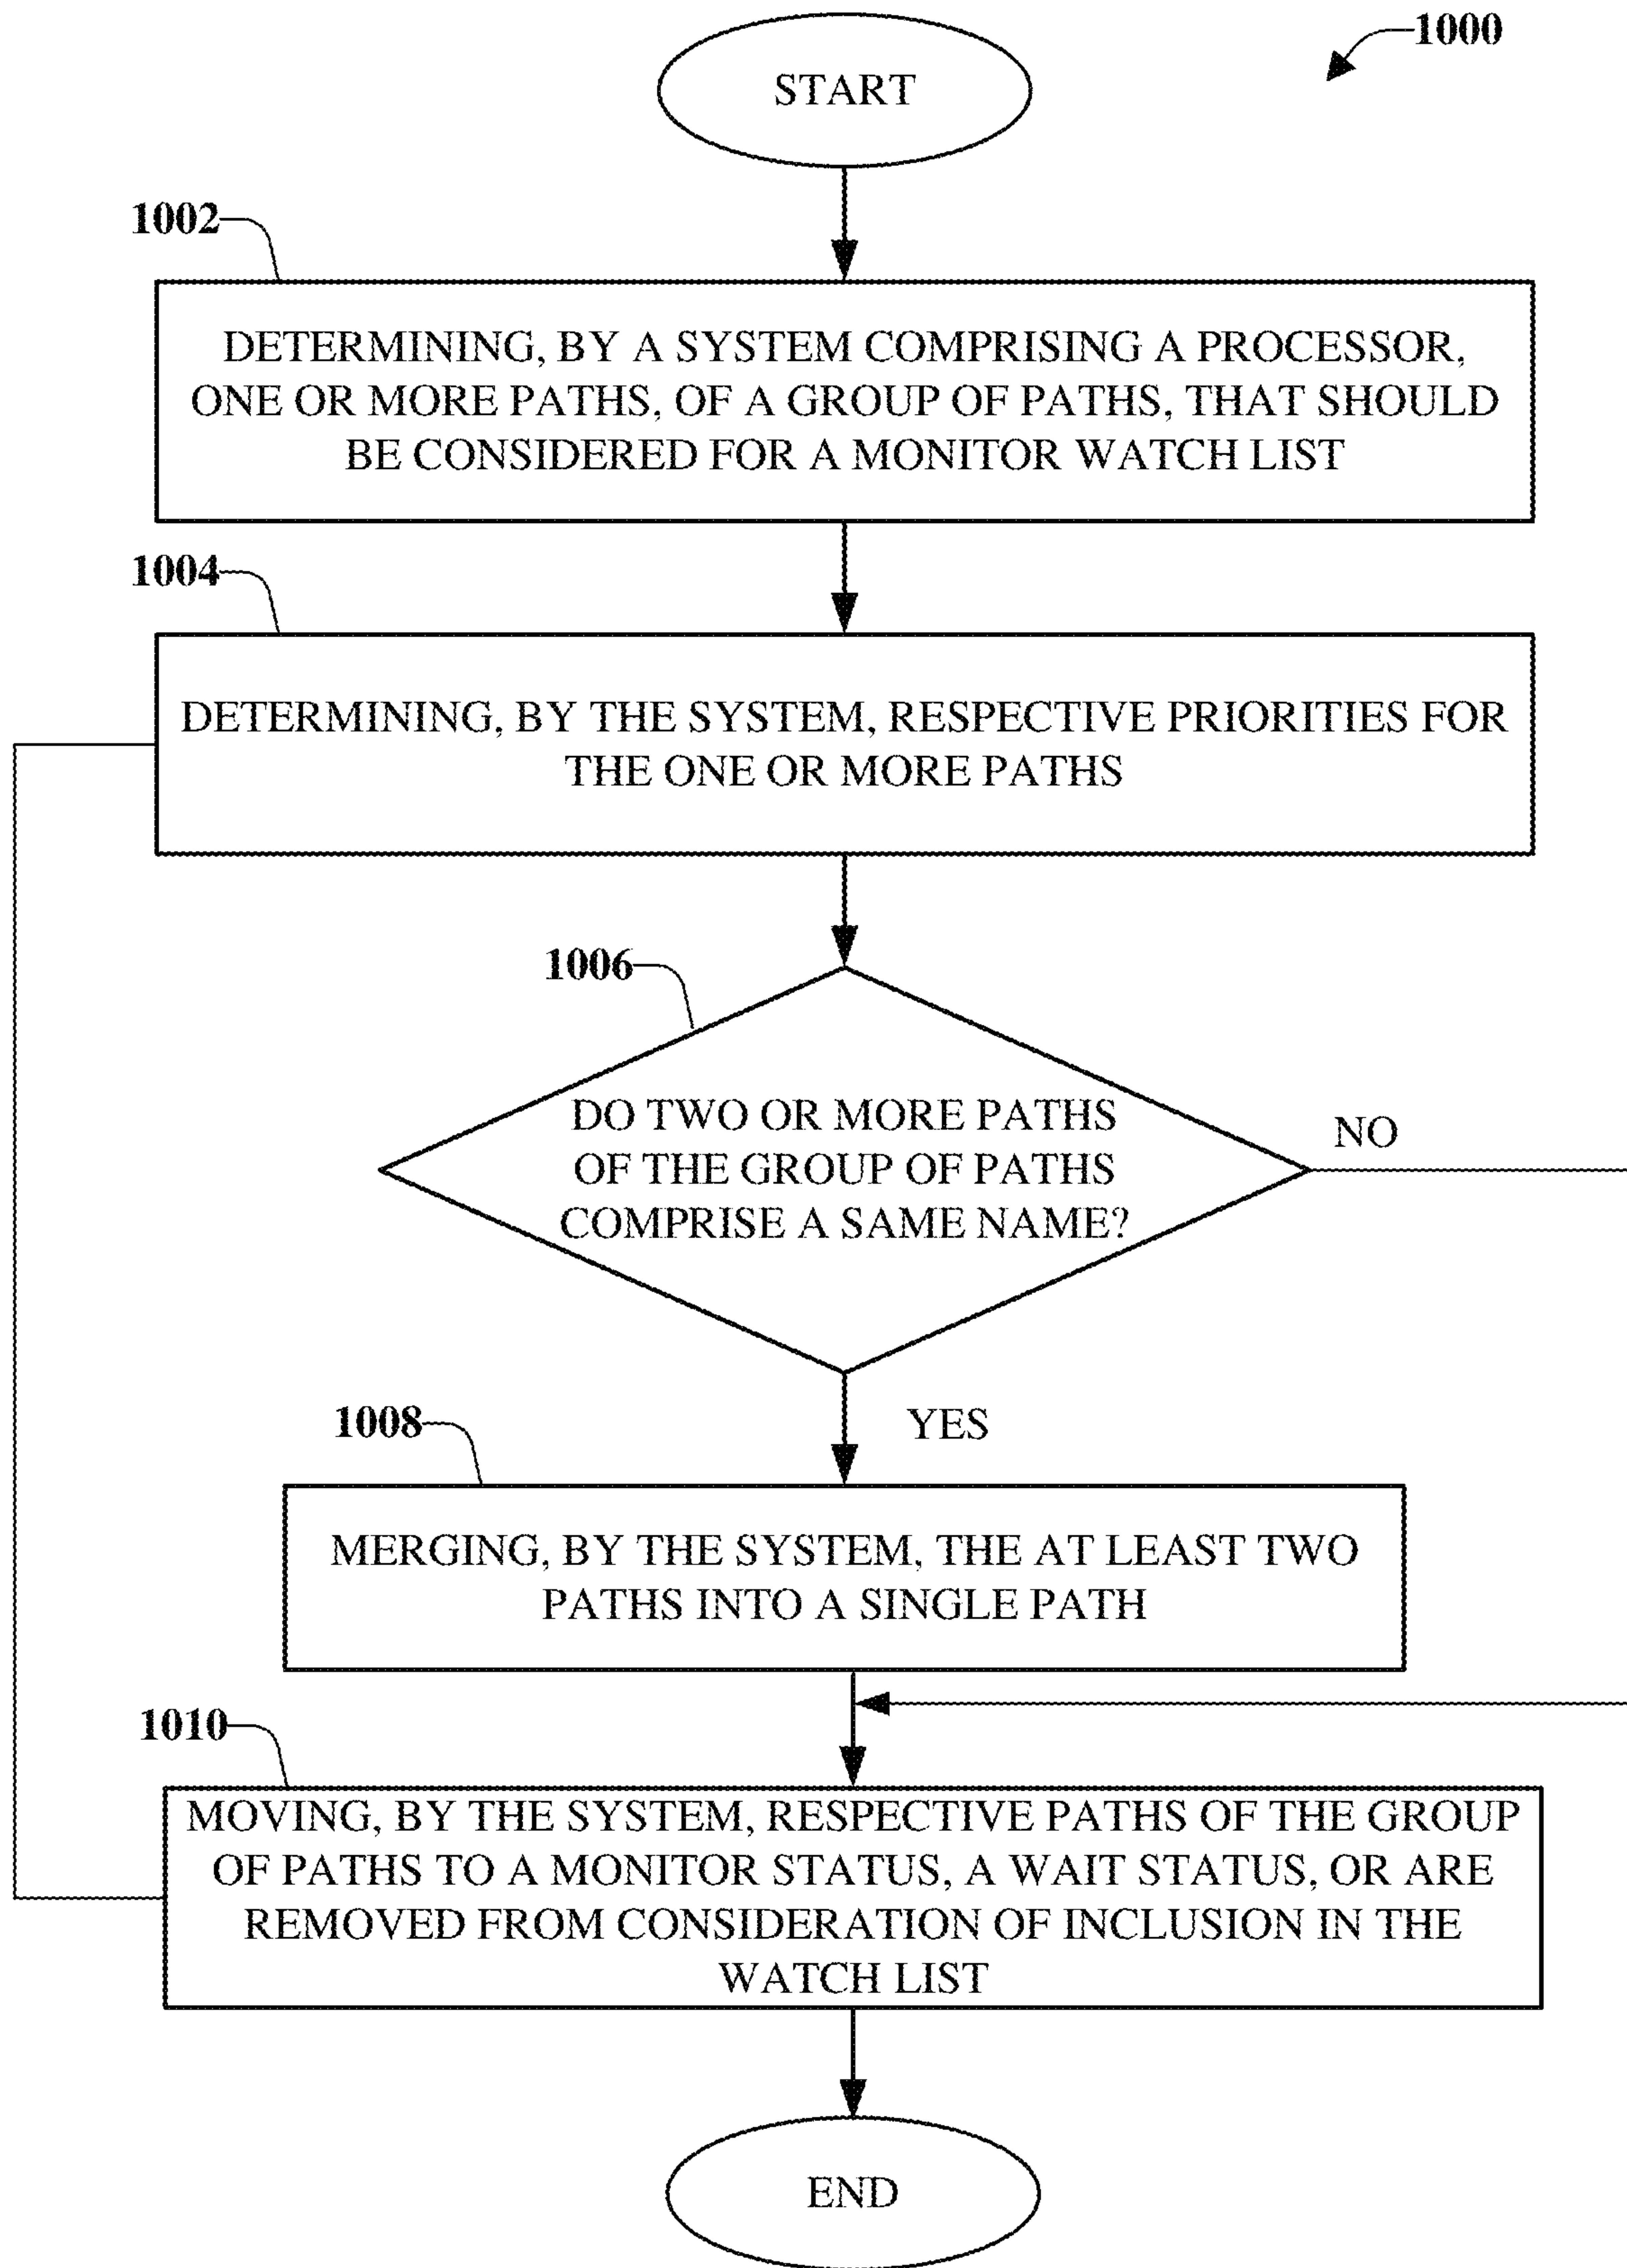 1000
START
1002
DETERMINING, BY A SYSTEM COMPRISING A PROCESSOR,
ONE OR MORE PATHS, OF A GROUP OF PATHS, THAT SHOULD
BE CONSIDERED FOR A MONITOR WATCH LIST
1004
DETERMINING, BY THE SYSTEM, RESPECTIVE PRIORITIES FOR
THE ONE OR MORE PATHS
1006
DO TWO OR MORE PATHS
OF THE GROUP OF PATHS
COMPRISE A SAME NAME?
NO
YES
1008
MERGING, BY THE SYSTEM, THE AT LEAST TWO
PATHS INTO A SINGLE PATH
1010
MOVING, BY THE SYSTEM, RESPECTIVE PATHS OF THE GROUP
OF PATHS TO A MONITOR STATUS, A WAIT STATUS, OR ARE
REMOVED FROM CONSIDERATION OF INCLUSION IN THE
WATCH LIST
END